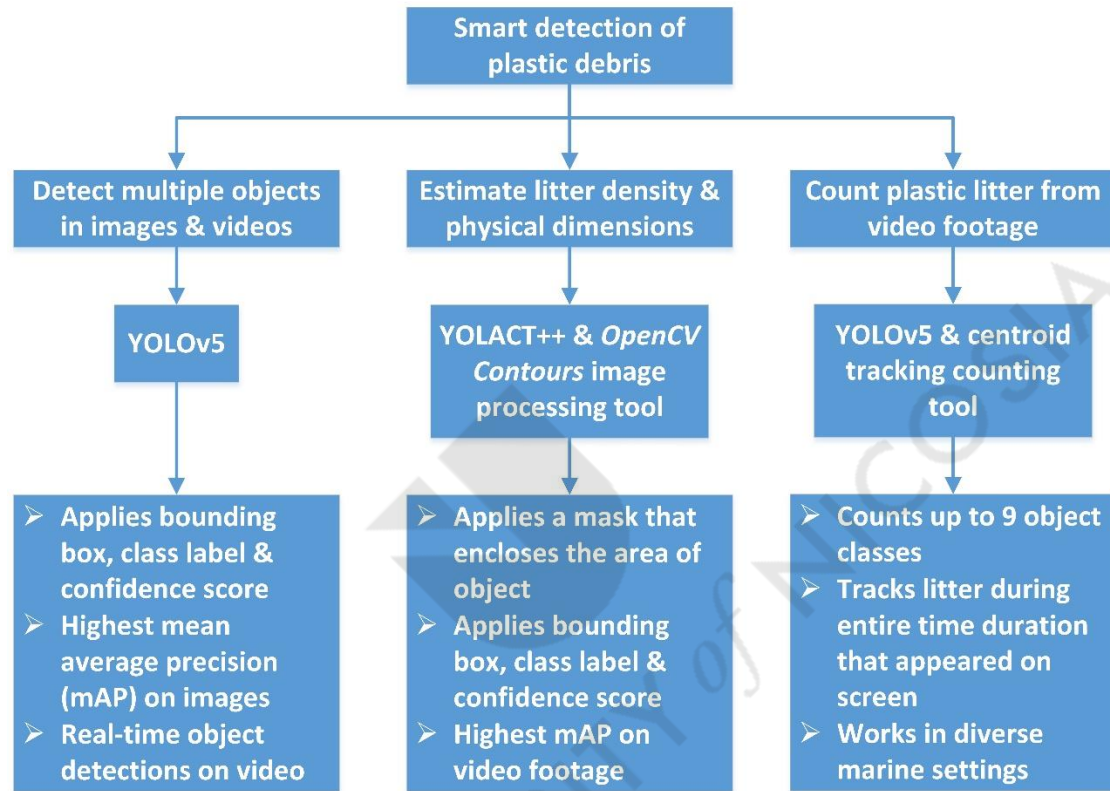 Smart detection of
plastic debris
Detect multiple objects
in images & videos
Estimate litter density &
physical dimensions
Count plastic litter from
video footage
YOLOv5
YOLACT++ & OpenCV
Contours image
processing tool
YOLOv5 & centroid
tracking counting
tool
➢ Applies bounding
box, class label &
confidence score
➢ Highest mean
average precision
(mAP) on images
➢ Real-time object
detections on video
➢ Applies a mask that
encloses the area of
object
➢ Applies bounding
box, class label &
confidence score
➢ Highest mAP on
video footage
➢ Counts up to 9 object
classes
➢ Tracks litter during
entire time duration
that appeared on
screen
➢ Works in diverse
marine settings
of NICOSIA